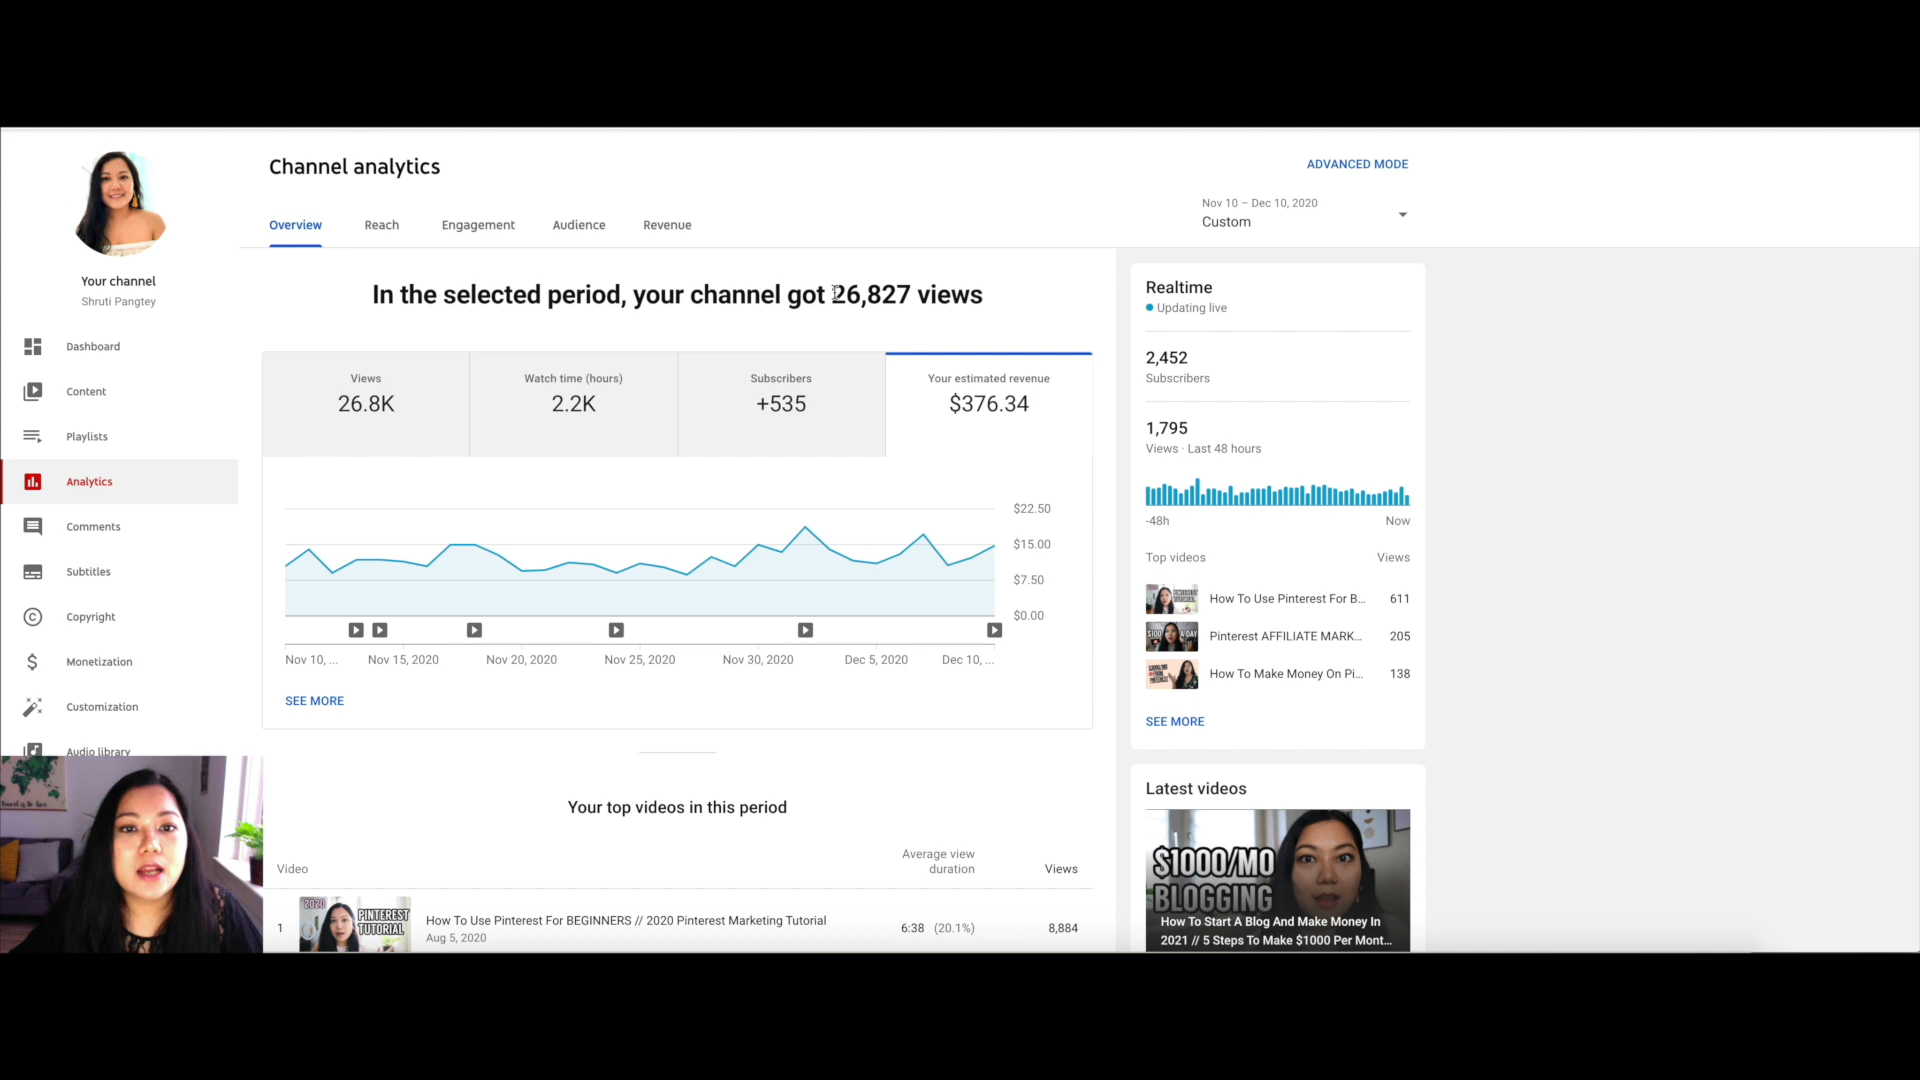 Channel analytics
ADVANCED MODE
Nov 10 – Dec 10, 2020
Custom
Overview
Reach
Engagement
Audience
Revenue
Your channel
Shruti Pangtey
Dashboard
Content
Playlists
Analytics
Comments
Subtitles
Copyright
Monetization
Customization
Audio library
In the selected period, your channel got 26,827 views
Views
26.8K
Watch time (hours)
2.2K
Subscribers
+535
Your estimated revenue
$376.34
$22.50
$15.00
$7.50
$0.00
Nov 10, ...
Nov 15, 2020
Nov 20, 2020
Nov 25, 2020
Nov 30, 2020
Dec 5, 2020
Dec 10, ...
SEE MORE
Your top videos in this period
Video
Average view
duration
Views
1
2020
PINTEREST
TUTORIAL
How To Use Pinterest For BEGINNERS // 2020 Pinterest Marketing Tutorial
Aug 5, 2020
6:38 (20.1%)
8,884
Realtime
Updating live
2,452
Subscribers
1,795
Views · Last 48 hours
-48h
Now
Top videos
Views
How To Use Pinterest For B...
611
Pinterest AFFILIATE MARK...
205
How To Make Money On Pi...
138
SEE MORE
Latest videos
$1000/MO
BLOGGING
How To Start A Blog And Make Money In
2021 // 5 Steps To Make $1000 Per Mont...